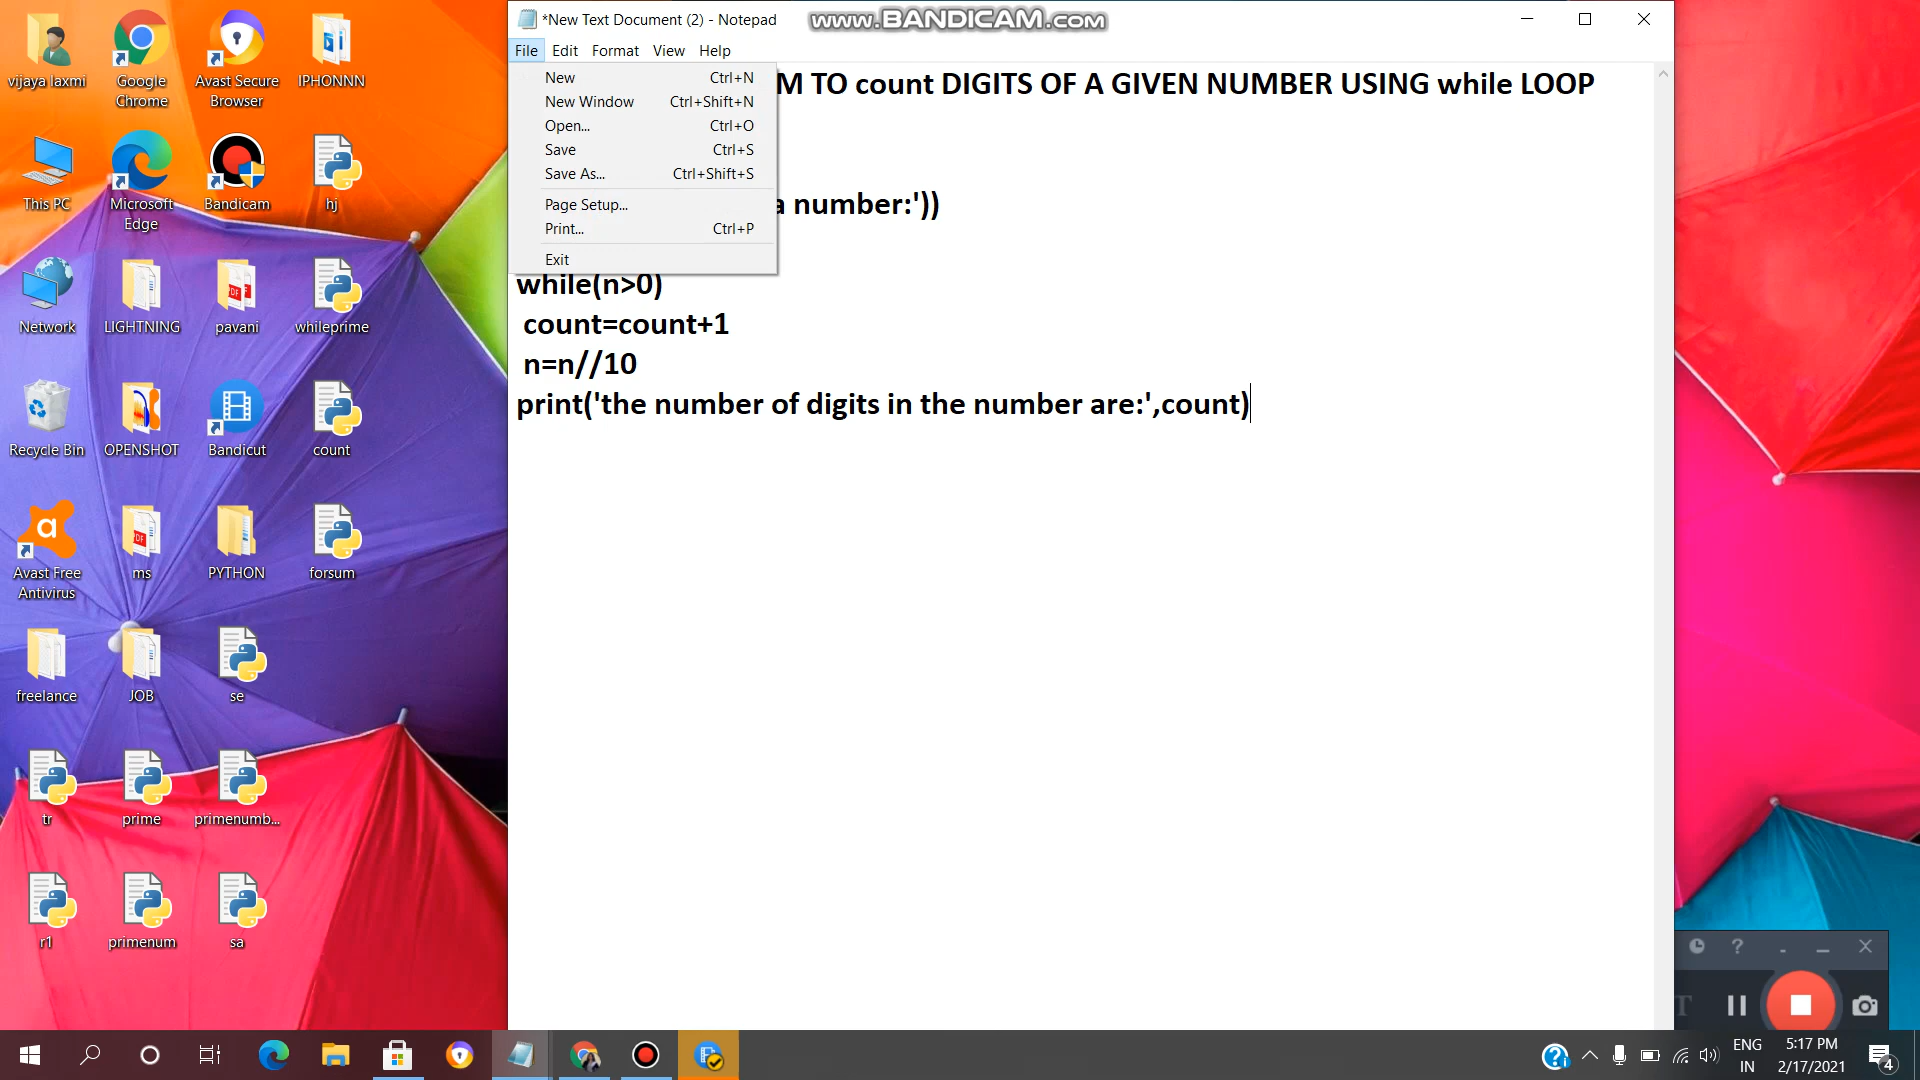 *New Text Document (2) - Notepad
www.BANDICAM.com
File Edit Format View Help
New Ctrl+N
New Window Ctrl+Shift+N
Open... Ctrl+O
Save Ctrl+S
Save As... Ctrl+Shift+S
Page Setup...
Print... Ctrl+P
Exit
M TO count DIGITS OF A GIVEN NUMBER USING while LOOP
a number:'))
while(n>0)
count=count+1
n=n//10
print('the number of digits in the number are:',count)
vijaya laxmi
Google Chrome
Avast Secure Browser
IPHONNN
This PC
Microsoft Edge
Bandicam
hj
Network
LIGHTNING
pavani
whileprime
Recycle Bin
OPENSHOT
Bandicut
count
Avast Free Antivirus
ms
PYTHON
forsum
freelance
JOB
se
tr
prime
primenumb...
r1
primenum
sa
ENG
IN
5:17 PM
2/17/2021
4